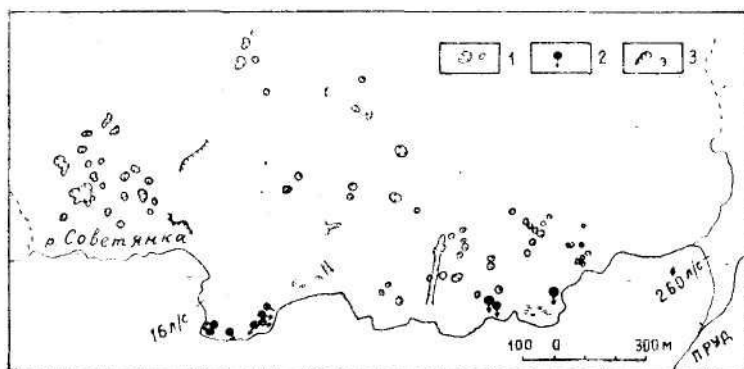 1
2
3
р. Советянка
16 л/с
260 л/с
ПРУД
100 0 300 м